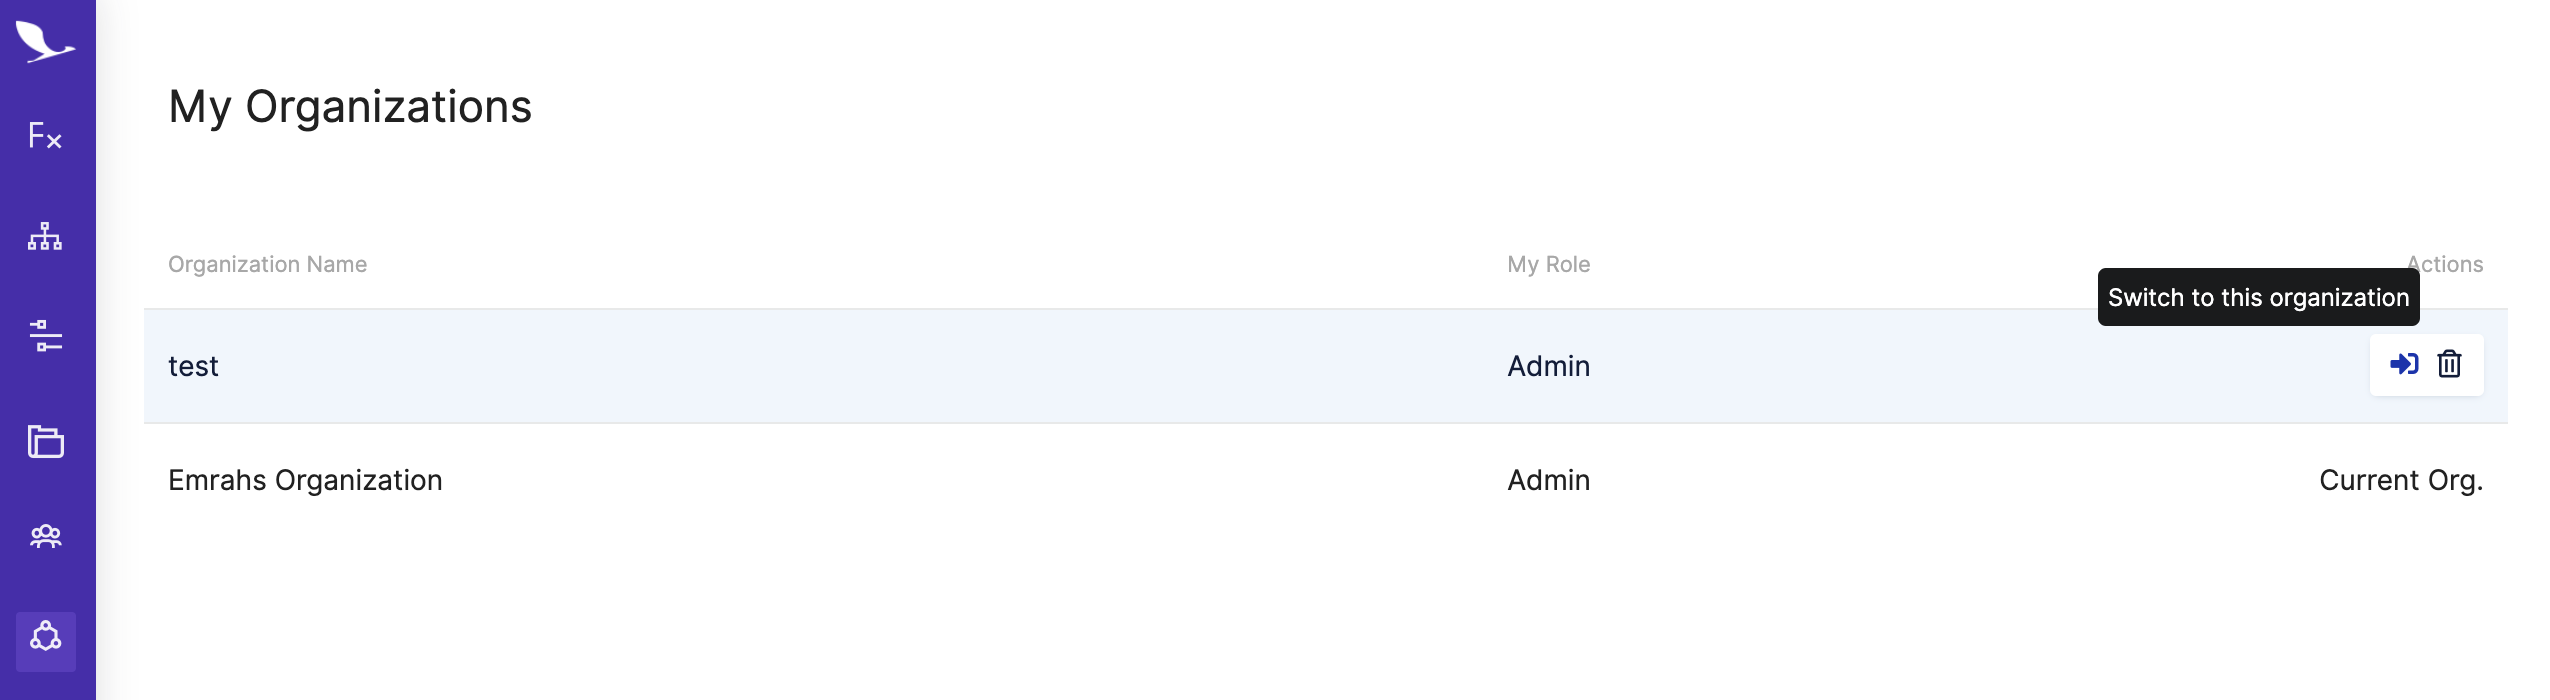 Fx
My Organizations
Organization Name
My Role
Actions
Switch to this organization
test
Admin
Emrahs Organization
Admin
Current Org.